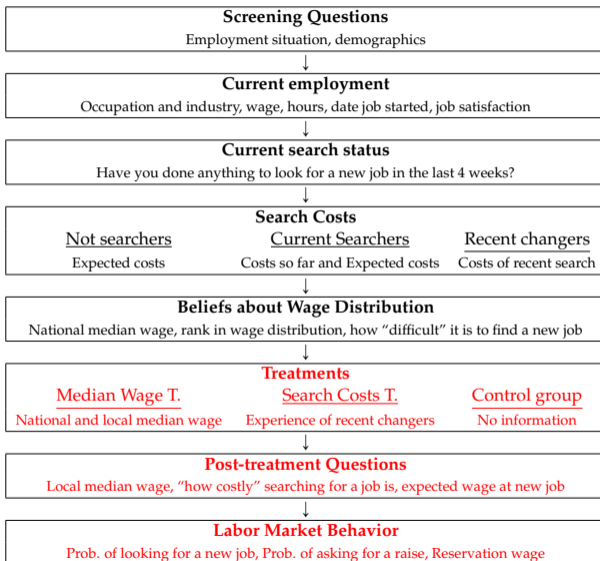 Screening Questions
Employment situation, demographics
Current employment
Occupation and industry, wage, hours, date job started, job satisfaction
Current search status
Have you done anything to look for a new job in the last 4 weeks?
Search Costs
Not searchers Current Searchers Recent changers
Expected costs Costs so far and Expected costs Costs of recent search
Beliefs about Wage Distribution
National median wage, rank in wage distribution, how “difficult” it is to find a new job
Treatments
Median Wage T. Search Costs T. Control group
National and local median wage Experience of recent changers No information
Post-treatment Questions
Local median wage, “how costly” searching for a job is, expected wage at new job
Labor Market Behavior
Prob. of looking for a new job, Prob. of asking for a raise, Reservation wage